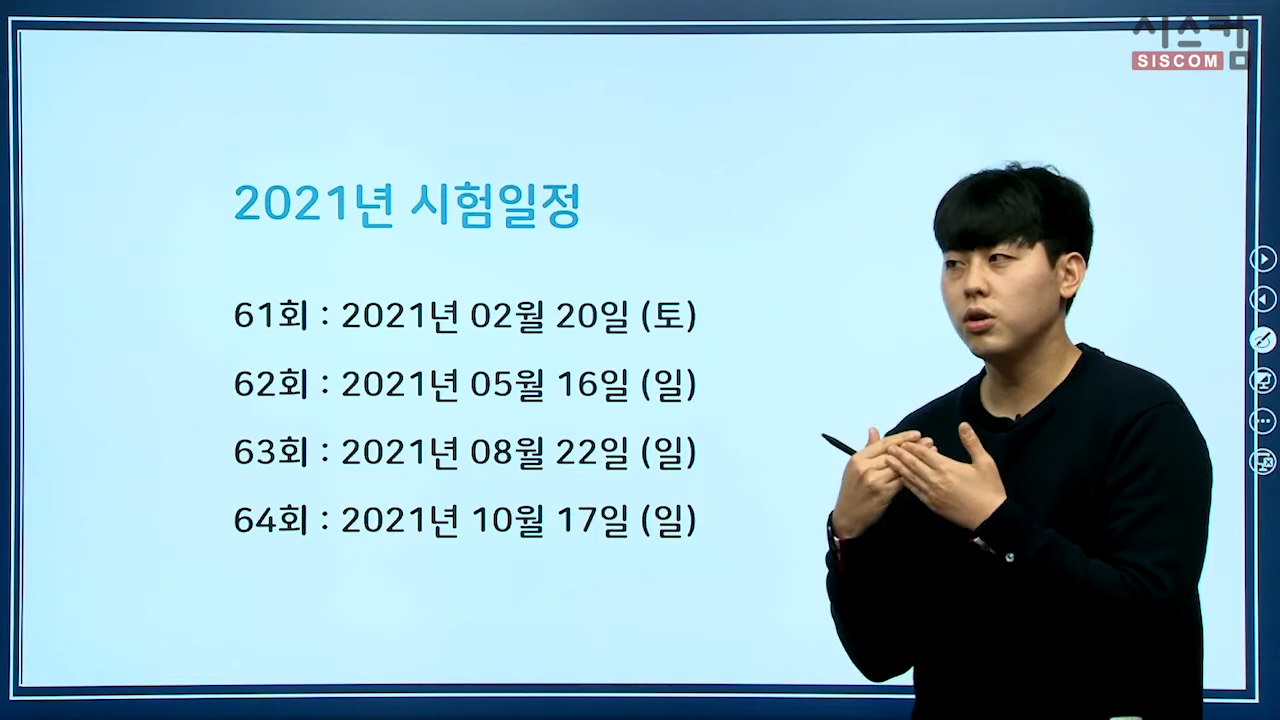 시스컴
SISCOM
2021년 시험일정
61회 : 2021년 02월 20일 (토)
62회 : 2021년 05월 16일 (일)
63회 : 2021년 08월 22일 (일)
64회 : 2021년 10월 17일 (일)